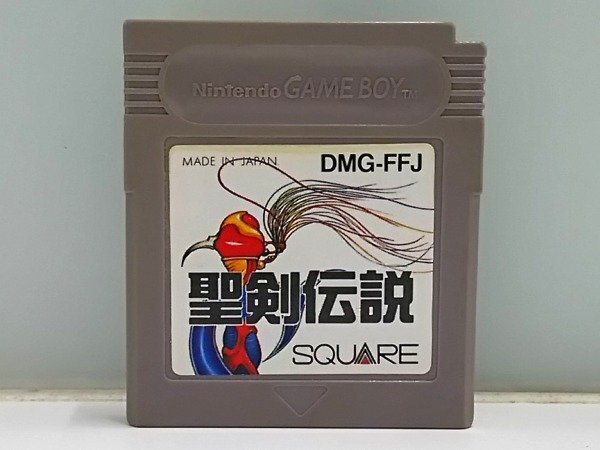 Nintendo GAME BOY TM
MADE IN JAPAN DMG-FFJ
聖剣伝説
SQUARE